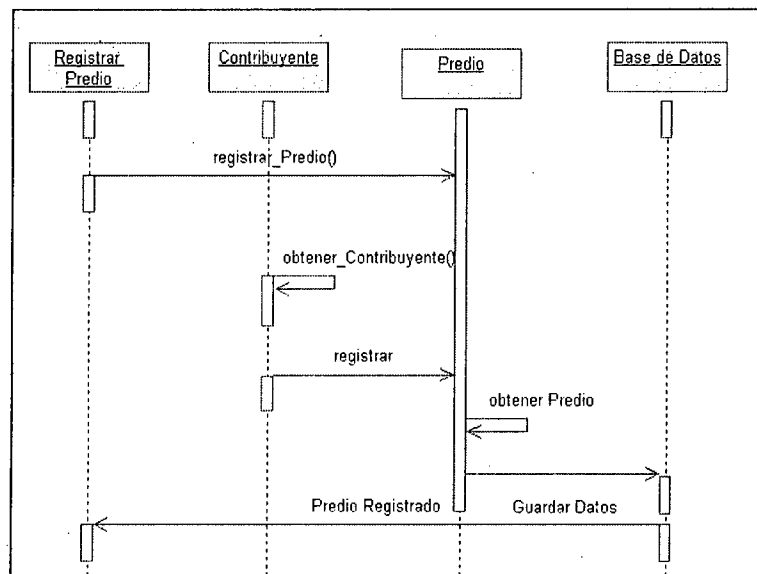 Registrar
Predio
Contribuyente
Predio
Base de Datos
registrar_Predio()
obtener_Contribuyente()
registrar
obtener Predio
Predio Registrado
Guardar Datos